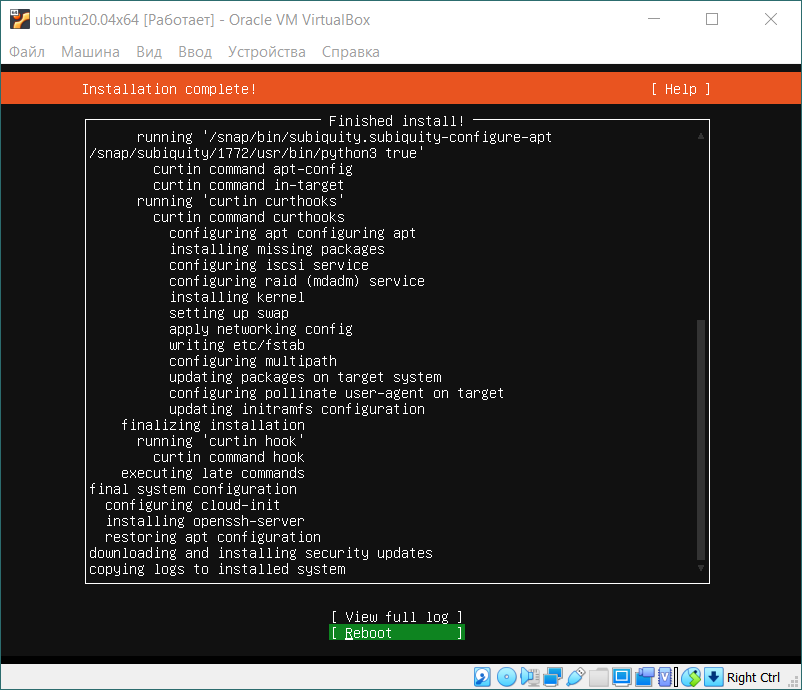 ubuntu20.04x64 [Работает] - Oracle VM VirtualBox
Файл Машина Вид Ввод Устройства Справка
Installation complete! [ Help ]
Finished install!
running '/snap/bin/subiquity.subiquity-configure-apt
/snap/subiquity/1772/usr/bin/python3 true'
curtin command apt-config
curtin command in-target
running 'curtin curthooks'
curtin command curthooks
configuring apt configuring apt
installing missing packages
configuring iscsi service
configuring raid (mdadm) service
installing kernel
setting up swap
apply networking config
writing etc/fstab
configuring multipath
updating packages on target system
configuring pollinate user-agent on target
updating initramfs configuration
finalizing installation
running 'curtin hook'
curtin command hook
executing late commands
final system configuration
configuring cloud-init
installing openssh-server
restoring apt configuration
downloading and installing security updates
copying logs to installed system
[ View full log ]
[ Reboot ]
Right Ctrl